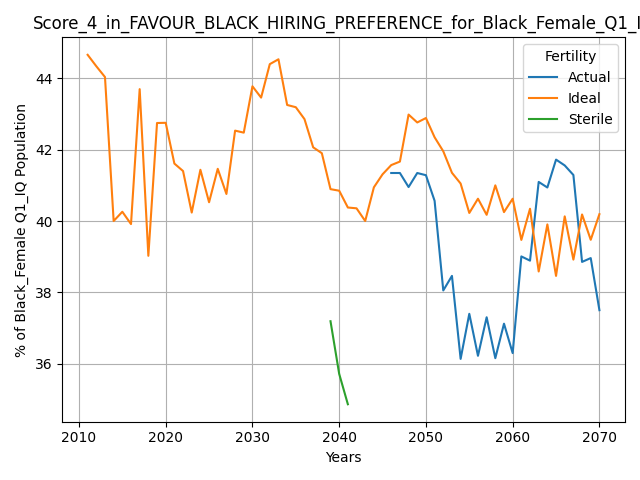 Score_4_in_FAVOUR_BLACK_HIRING_PREFERENCE_for_Black_Female_Q1_I
Fertility
Actual
Ideal
Sterile
% of Black_Female Q1_IQ Population
44
42
40
38
36
2010 2020 2030 2040 2050 2060 2070
Years